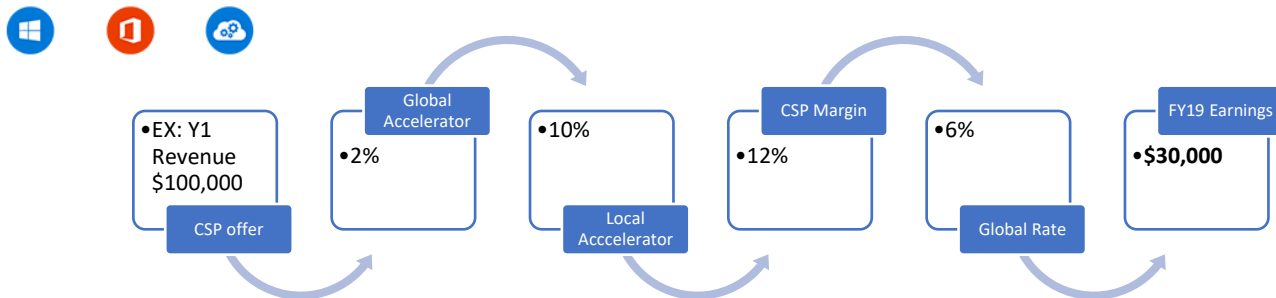 •EX: Y1
Revenue
$100,000
CSP offer
Global
Accelerator
•2%
•10%
Local
Acccelerator
CSP Margin
•12%
•6%
Global Rate
FY19 Earnings
•$30,000